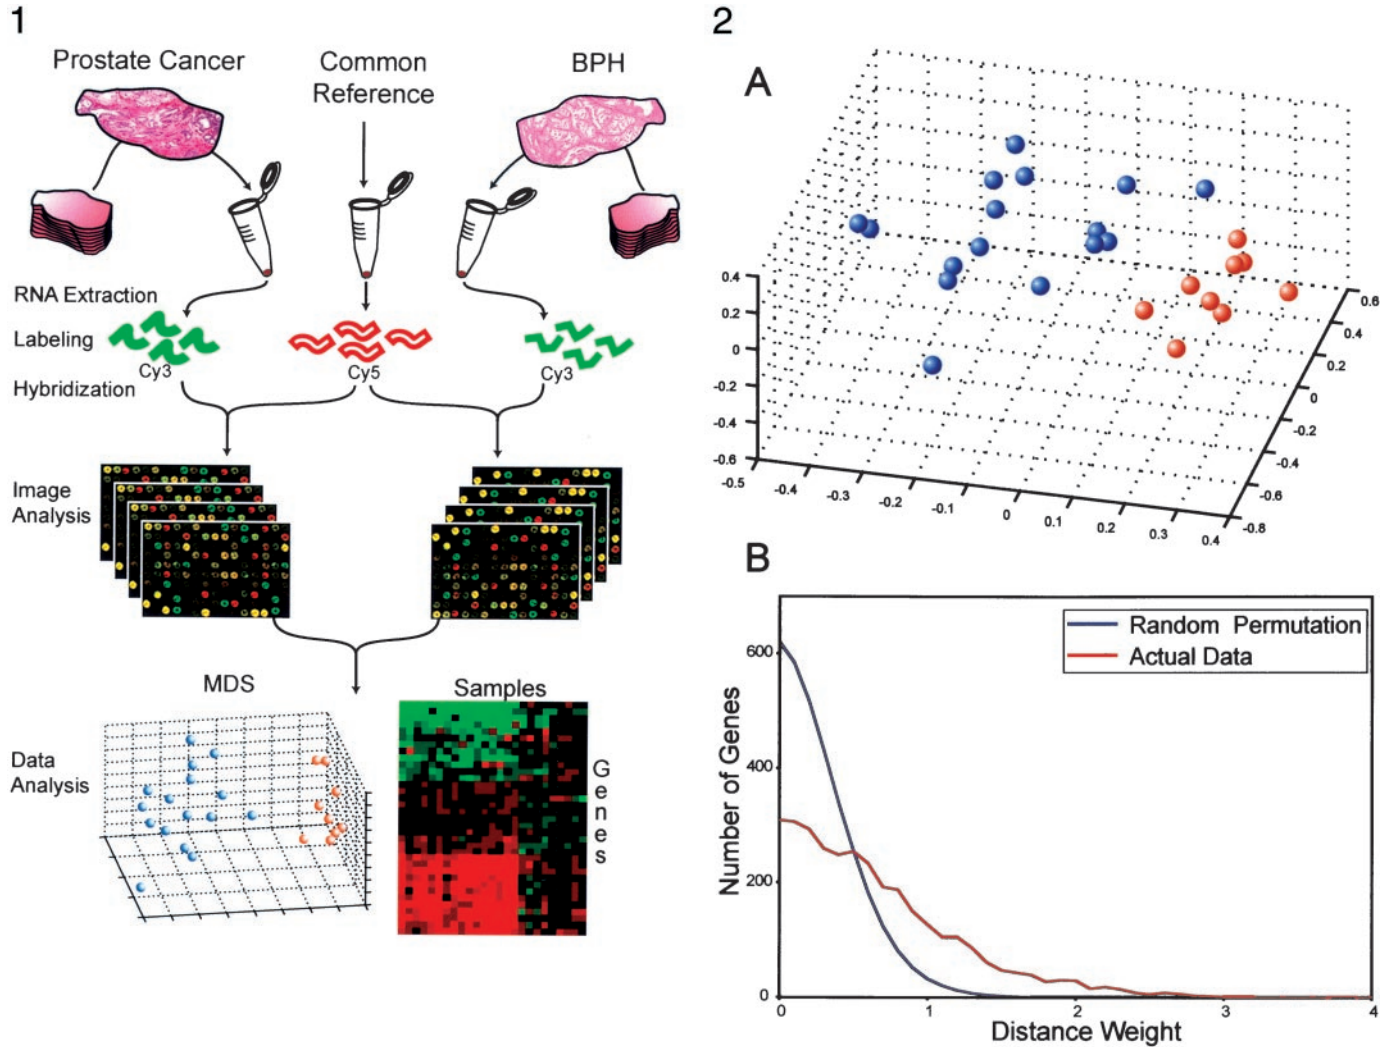 1
Prostate Cancer
Common
Reference
BPH
RNA Extraction
Labeling
Cy3
Cy5
Cy3
Hybridization
Image
Analysis
MDS
Samples
Genes
Data
Analysis
2
A
0.4
0.2
0
-0.2
-0.4
-0.6
-0.5
-0.4
-0.3
-0.2
-0.1
0
0.1
0.2
0.3
0.4
0.6
0.4
0.2
0
-0.2
-0.4
-0.6
-0.8
B
Random Permutation
Actual Data
Number of Genes
600
400
200
0
0
1
2
3
4
Distance Weight